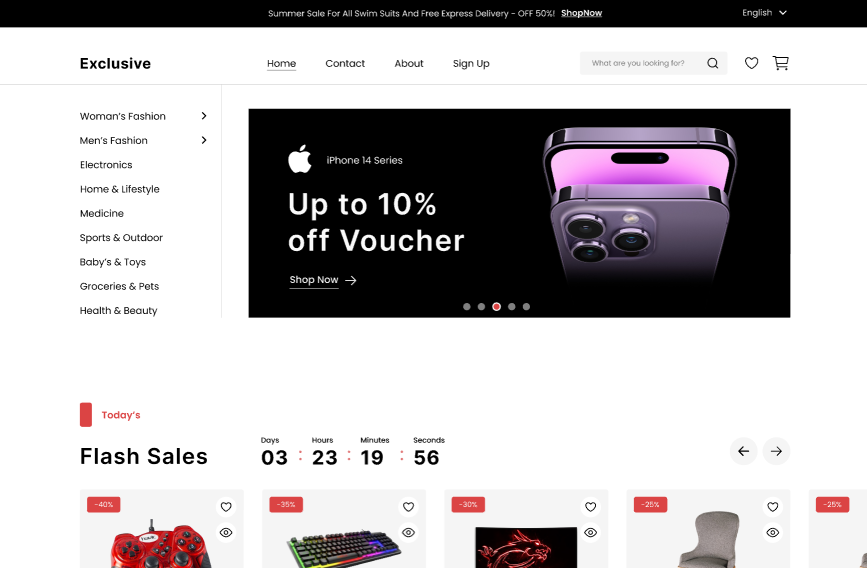 Summer Sale For All Swim Suits And Free Express Delivery - OFF 50%! ShopNow
English
Exclusive
Home Contact About Sign Up
What are you looking for?
Woman's Fashion
Men's Fashion
Electronics
Home & Lifestyle
Medicine
Sports & Outdoor
Baby's & Toys
Groceries & Pets
Health & Beauty
iPhone 14 Series
Up to 10%
off Voucher
Shop Now
Today's
Flash Sales
Days Hours Minutes Seconds
03 : 23 : 19 : 56
-40% -35% -30% -25% -25%